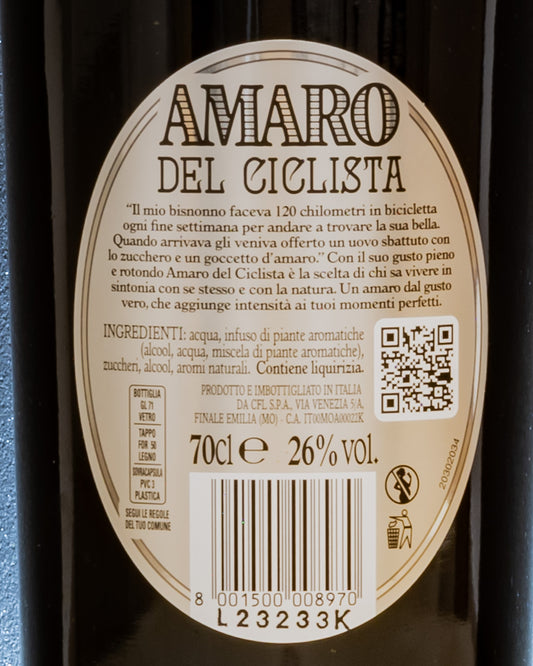 AMARO
DEL CICLISTA
“Il mio bisnonno faceva 120 chilometri in bicicletta
ogni fine settimana per andare a trovare la sua bella.
Quando arrivava gli veniva offerto un uovo sbattuto con
lo zucchero e un goccetto d’amaro.” Con il suo gusto pieno
e rotondo Amaro del Ciclista è la scelta di chi sa vivere in
sintonia con se stesso e con la natura. Un amaro dal gusto
vero, che aggiunge intensità ai tuoi momenti perfetti.
INGREDIENTI: acqua, infuso di piante aromatiche
(alcool, acqua, miscela di piante aromatiche),
zuccheri, alcool, aromi naturali. Contiene liquirizia.
BOTTIGLIA
GL 71
VETRO
TAPPO
FOR 50
LEGNO
SOVRACAPSULA
PVC 3
PLASTICA
SEGUI LE REGOLE
DEL TUO COMUNE
PRODOTTO E IMBOTTIGLIATO IN ITALIA
DA CFL S.P.A., VIA VENEZIA 5/A,
FINALE EMILIA (MO) - C.A. IT00MOA00022K
70cl e 26% VOL.
20302034
8 001500 008970
L23233K